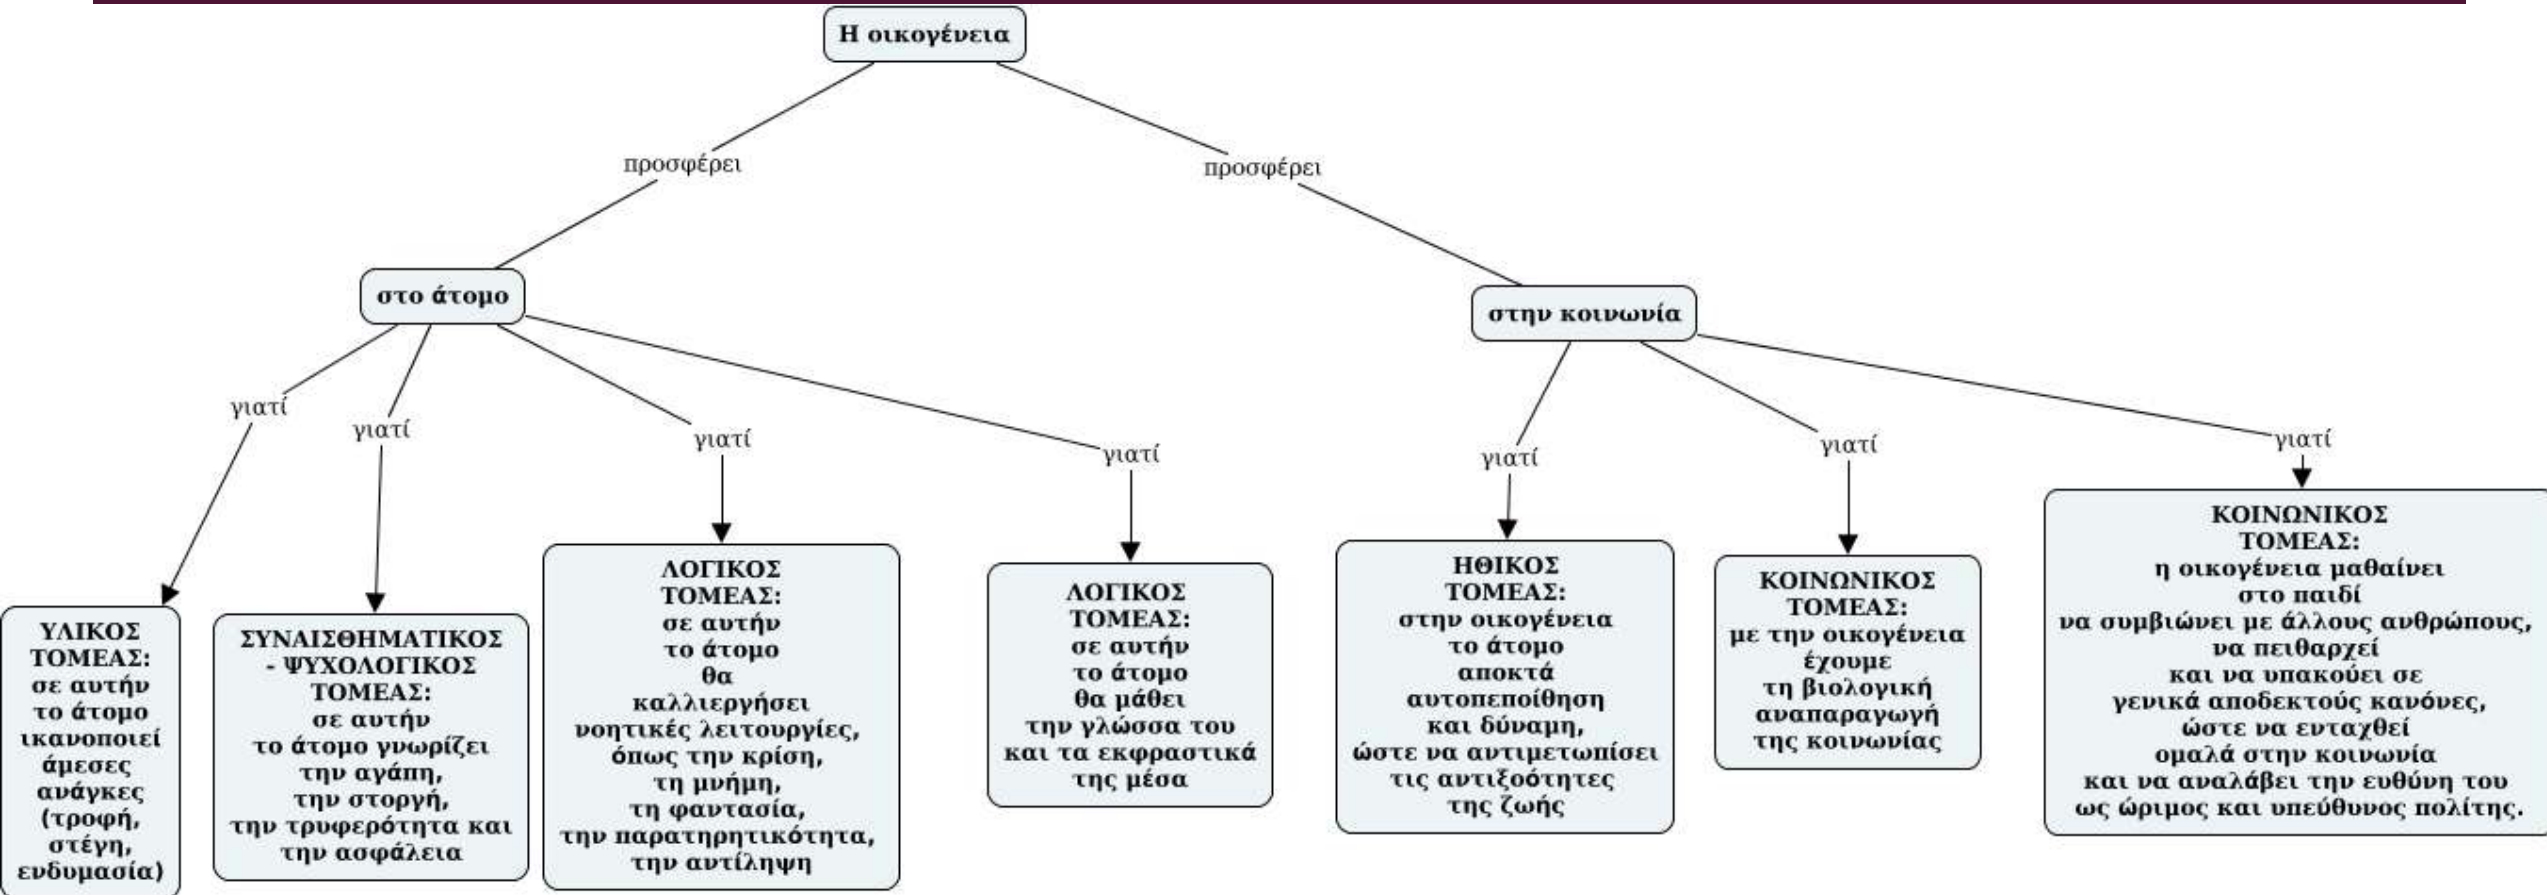 Η οικογένεια
προσφέρει
προσφέρει
στο άτομο
στην κοινωνία
γιατί
γιατί
γιατί
γιατί
γιατί
γιατί
γιατί
ΥΛΙΚΟΣ
ΤΟΜΕΑΣ:
σε αυτήν
το άτομο
ικανοποιεί
άμεσες
ανάγκες
(τροφή,
στέγη,
ενδυμασία)
ΣΥΝΑΙΣΘΗΜΑΤΙΚΟΣ
- ΨΥΧΟΛΟΓΙΚΟΣ
ΤΟΜΕΑΣ:
σε αυτήν
το άτομο γνωρίζει
την αγάπη,
την στοργή,
την τρυφερότητα και
την ασφάλεια
ΛΟΓΙΚΟΣ
ΤΟΜΕΑΣ:
σε αυτήν
το άτομο
θα
καλλιεργήσει
νοητικές λειτουργίες,
όπως την κρίση,
τη μνήμη,
τη φαντασία,
την παρατηρητικότητα,
την αντίληψη
ΛΟΓΙΚΟΣ
ΤΟΜΕΑΣ:
σε αυτήν
το άτομο
θα μάθει
την γλώσσα του
και τα εκφραστικά
της μέσα
ΗΘΙΚΟΣ
ΤΟΜΕΑΣ:
στην οικογένεια
το άτομο
αποκτά
αυτοπεποίθηση
και δύναμη,
ώστε να αντιμετωπίσει
τις αντιξοότητες
της ζωής
ΚΟΙΝΩΝΙΚΟΣ
ΤΟΜΕΑΣ:
με την οικογένεια
έχουμε
τη βιολογική
αναπαραγωγή
της κοινωνίας
ΚΟΙΝΩΝΙΚΟΣ
ΤΟΜΕΑΣ:
η οικογένεια μαθαίνει
στο παιδί
να συμβιώνει με άλλους ανθρώπους,
να πειθαρχεί
και να υπακούει σε
γενικά αποδεκτούς κανόνες,
ώστε να ενταχθεί
ομαλά στην κοινωνία
και να αναλάβει την ευθύνη του
ως ώριμος και υπεύθυνος πολίτης.